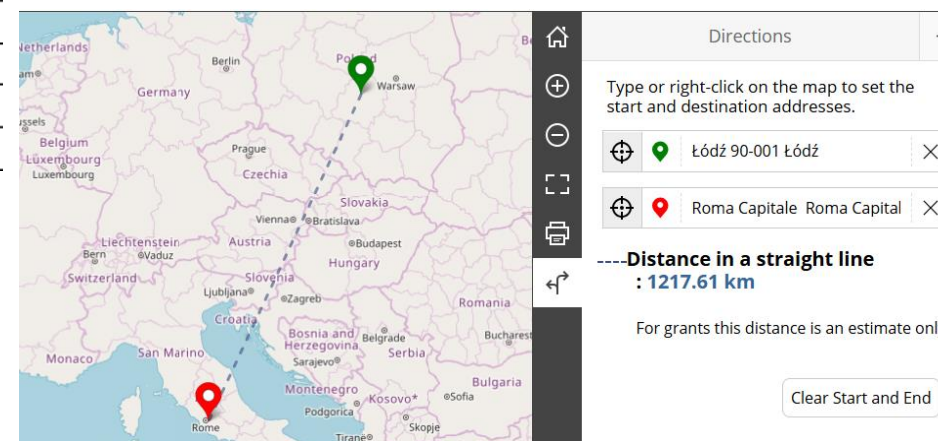 Netherlands
Berlin
Poland
Warsaw
Germany
Belgium
Luxembourg
Luxembourg
Prague
Czechia
Slovakia
Vienna
Bratislava
Liechtenstein
Bern
Vaduz
Austria
Budapest
Switzerland
Hungary
Slovenia
Ljubljana
Zagreb
Romania
Croatia
Bosnia and
Herzegovina
Belgrade
Bucharest
Monaco
San Marino
Sarajevo
Serbia
Montenegro
Kosovo*
Sofia
Bulgaria
Podgorica
Rome
Skopje
Tiranë
Directions
Type or right-click on the map to set the
start and destination addresses.
Łódź 90-001 Łódź
Roma Capitale Roma Capital
----Distance in a straight line
: 1217.61 km
For grants this distance is an estimate onl
Clear Start and End